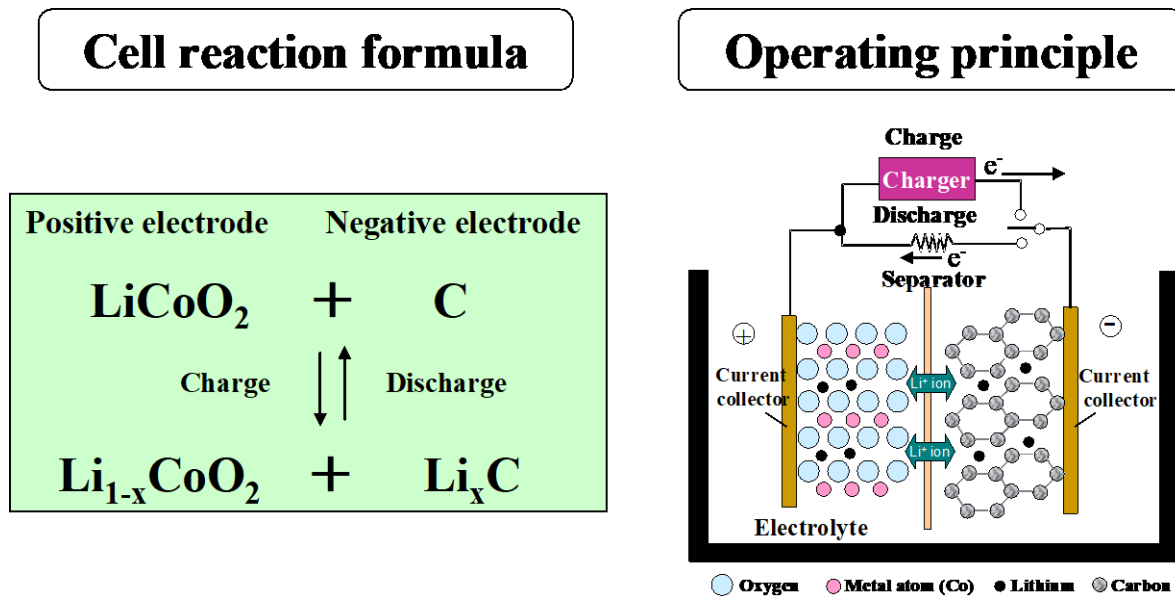 Cell reaction formula
Positive electrode
Negative electrode
LiCoO₂ + C
Charge
Discharge
Li₁₋ₓCoO₂ + LiₓC
Operating principle
Charge
e⁻
Charger
Discharge
e⁻
Separator
+
−
Current
collector
Li⁺ ion
Current
collector
Li⁺ ion
Electrolyte
Oxygen
Metal atom (Co)
Lithium
Carbon